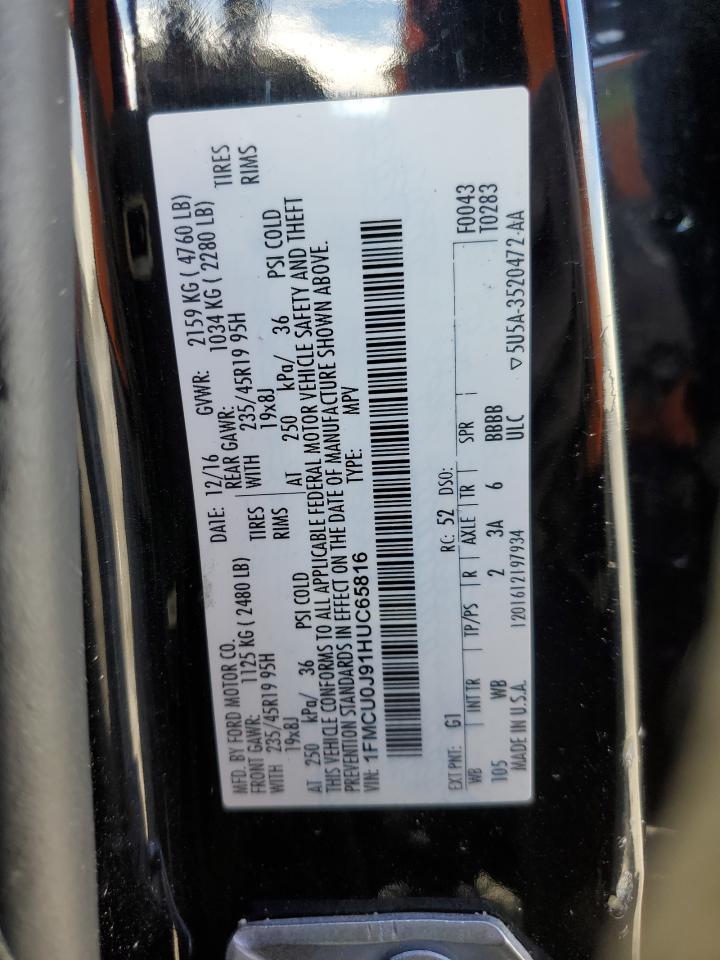 MFD. BY FORD MOTOR CO. DATE: 12/16 GVWR: 2159 KG ( 4760 LB)
FRONT GAWR: 1125 KG ( 2480 LB) REAR GAWR: 1034 KG ( 2280 LB)
WITH 235/45R19 95H TIRES WITH 235/45R19 95H TIRES
19x8J RIMS 19x8J RIMS
AT 250 kPa/ 36 PSI COLD AT 250 kPa/ 36 PSI COLD
THIS VEHICLE CONFORMS TO ALL APPLICABLE FEDERAL MOTOR VEHICLE SAFETY AND THEFT
PREVENTION STANDARDS IN EFFECT ON THE DATE OF MANUFACTURE SHOWN ABOVE.
VIN: 1FMCU0J91HUC65816 TYPE: MPV
EXT PNT: G1 RC: 52 DSO: F0043
WB INT TR TP/PS R AXLE TR SPR T0283
105 WB 2 3A 6 BBBB
MADE IN U.S.A. 1201612197934 ULC ▽5U5A-3520472-AA